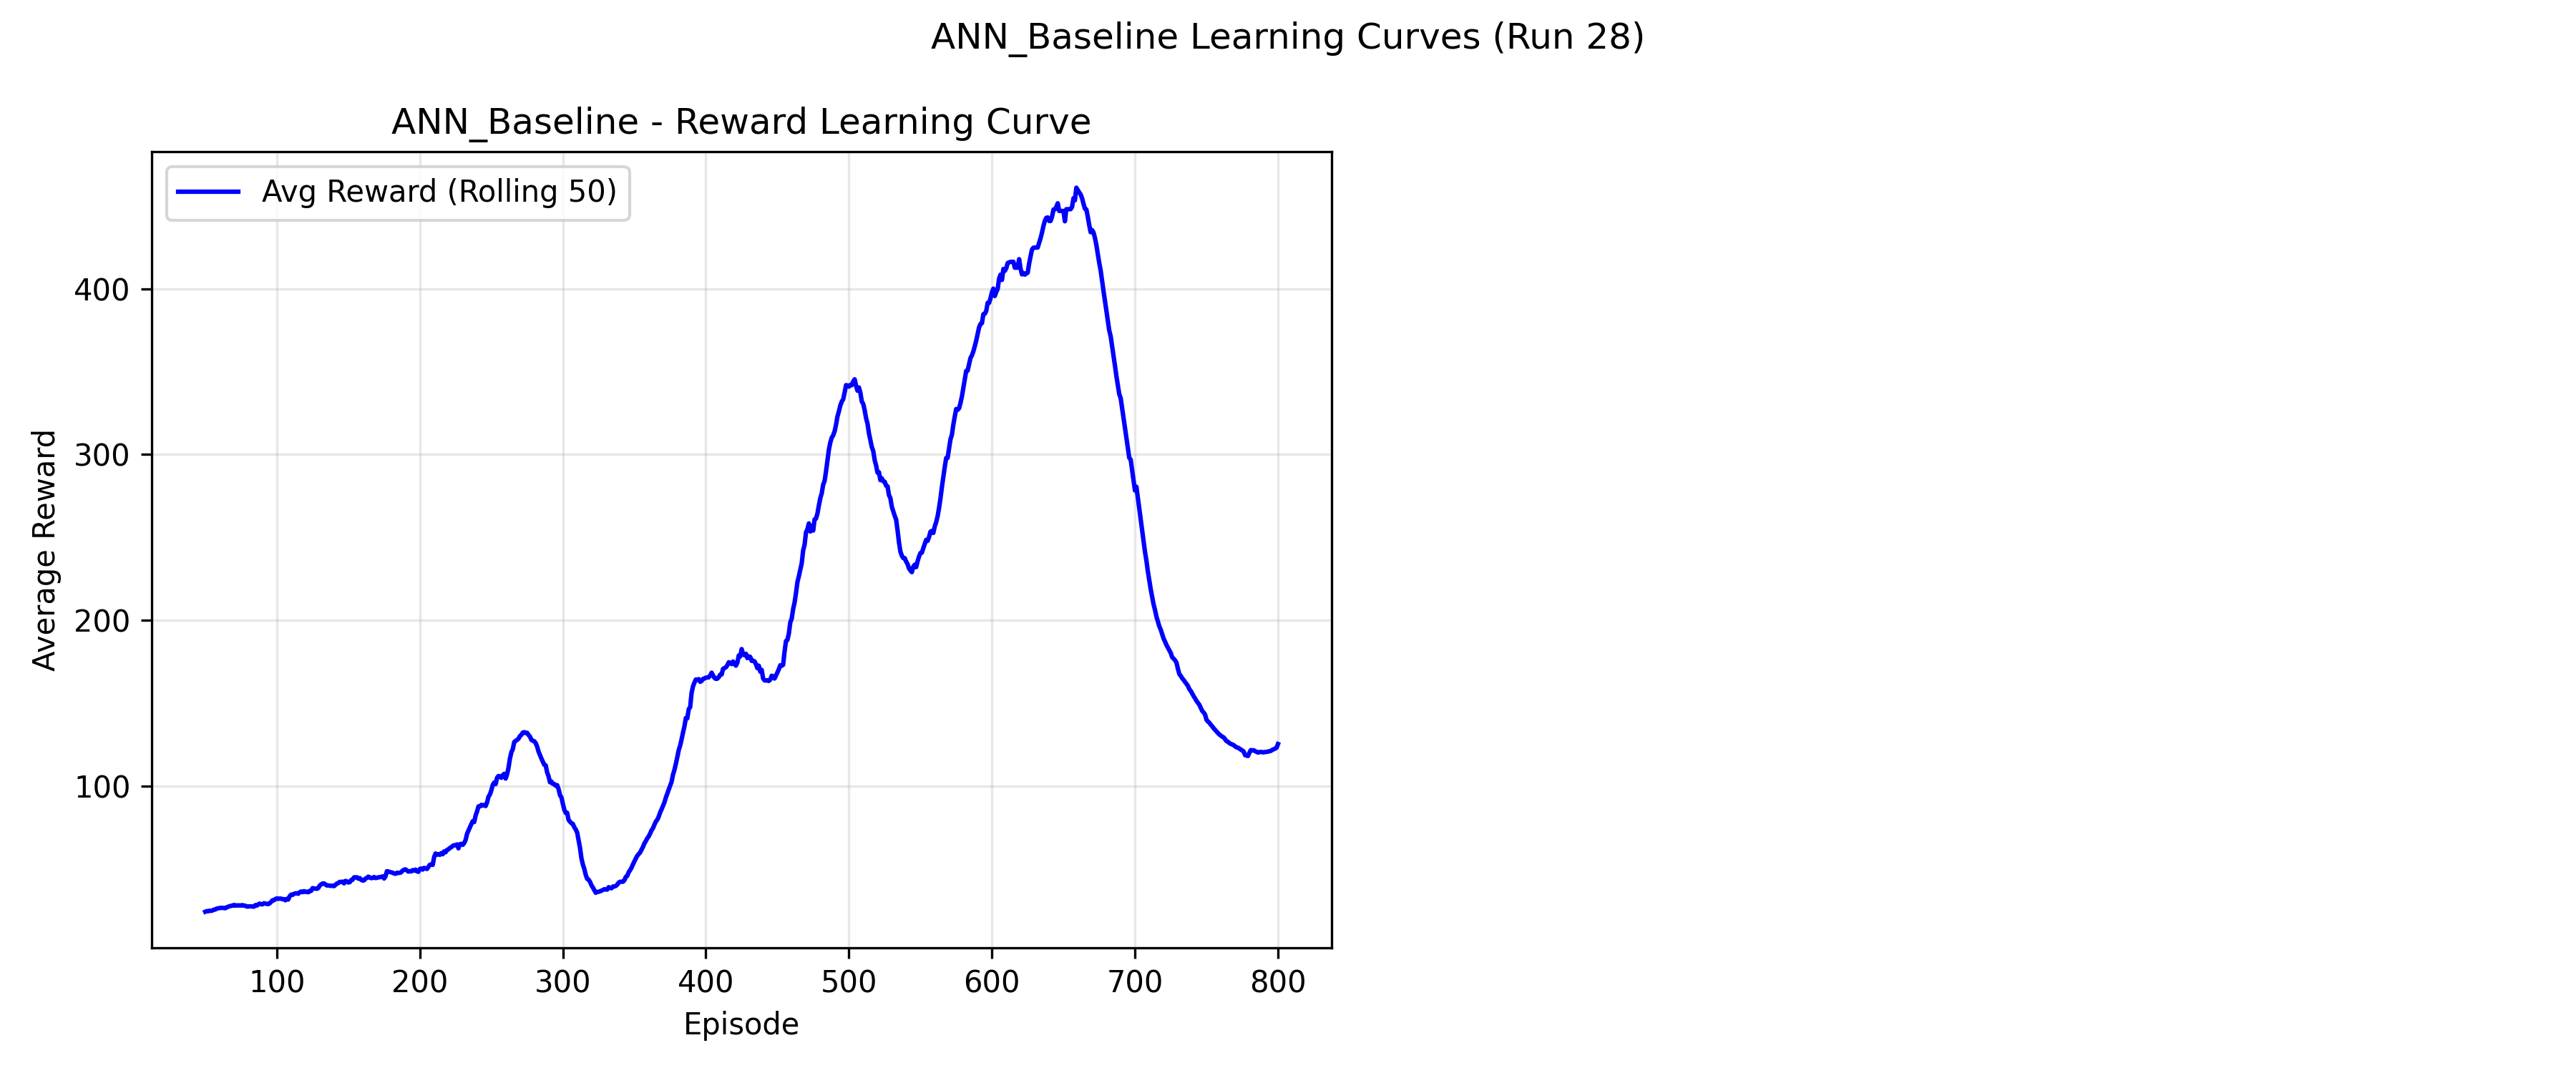 ANN_Baseline Learning Curves (Run 28)
ANN_Baseline - Reward Learning Curve
Avg Reward (Rolling 50)
Average Reward
400
300
200
100
100 200 300 400 500 600 700 800
Episode